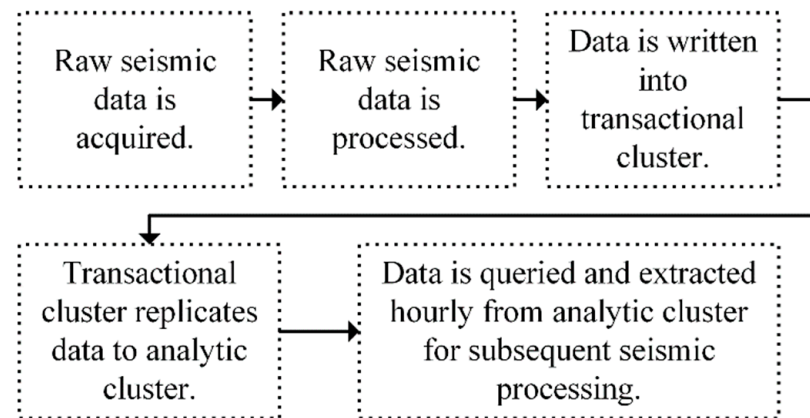 Raw seismic
data is
acquired.
Raw seismic
data is
processed.
Data is written
into
transactional
cluster.
Transactional
cluster replicates
data to analytic
cluster.
Data is queried and extracted
hourly from analytic cluster
for subsequent seismic
processing.